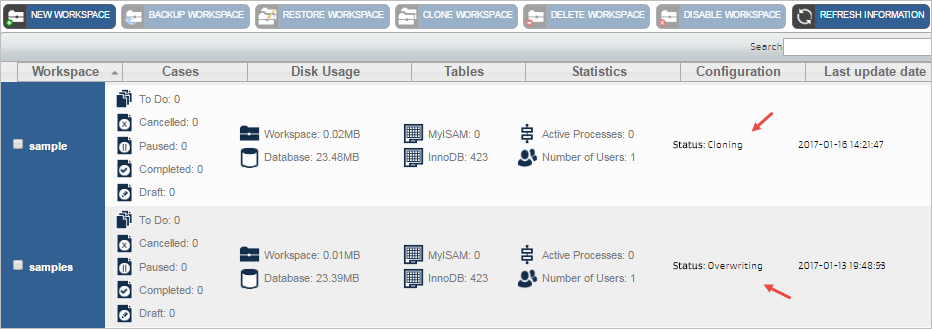 NEW WORKSPACE BACKUP WORKSPACE RESTORE WORKSPACE CLONE WORKSPACE DELETE WORKSPACE DISABLE WORKSPACE REFRESH INFORMATION
Search
Workspace Cases Disk Usage Tables Statistics Configuration Last update date
sample
To Do: 0
Cancelled: 0
Paused: 0
Completed: 0
Draft: 0
Workspace: 0.02MB
Database: 23.48MB
MyISAM: 0
InnoDB: 423
Active Processes: 0
Number of Users: 1
Status: Cloning
2017-01-16 14:21:47
samples
To Do: 0
Cancelled: 0
Paused: 0
Completed: 0
Draft: 0
Workspace: 0.01MB
Database: 23.39MB
MyISAM: 0
InnoDB: 423
Active Processes: 0
Number of Users: 1
Status: Overwriting
2017-01-13 19:48:53